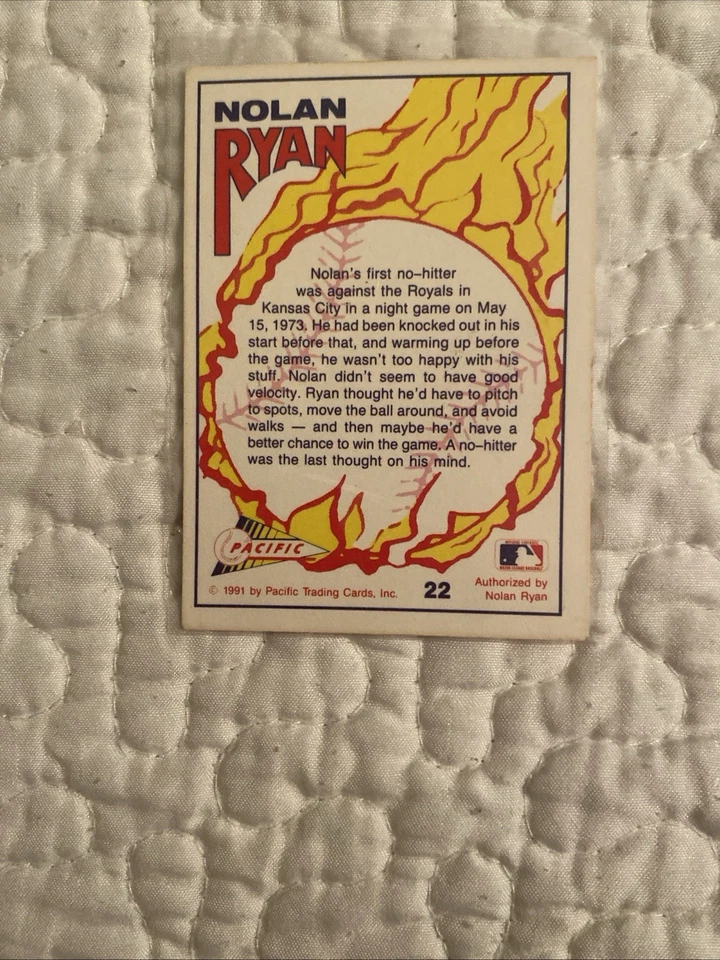 NOLAN
RYAN
Nolan's first no–hitter
was against the Royals in
Kansas City in a night game on May
15, 1973. He had been knocked out in his
start before that, and warming up before
the game, he wasn't too happy with his
stuff. Nolan didn't seem to have good
velocity. Ryan thought he'd have to pitch
to spots, move the ball around, and avoid
walks — and then maybe he'd have a
better chance to win the game. A no–hitter
was the last thought on his mind.
PACIFIC
© 1991 by Pacific Trading Cards, Inc.
22
Authorized by
Nolan Ryan